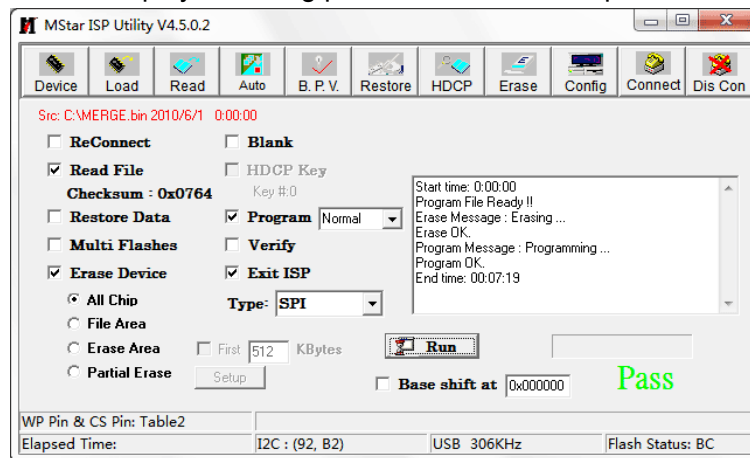 MStar ISP Utility V4.5.0.2
Device Load Read Auto B. P. V. Restore HDCP Erase Config Connect Dis Con
Src: C:\MERGE.bin 2010/6/1 0:00:00
ReConnect Blank
Read File HDCP Key
Checksum : 0x0764 Key #:0
Restore Data Program Normal
Multi Flashes Verify
Erase Device Exit ISP
All Chip Type: SPI
File Area
Erase Area First 512 KBytes
Partial Erase Setup
Start time: 0:00:00
Program File Ready !!
Erase Message : Erasing ...
Erase OK.
Program Message : Programming ...
Program OK.
End time: 00:07:19
Run
Base shift at 0x000000 Pass
WP Pin & CS Pin: Table2
Elapsed Time: I2C : (92, B2) USB 306KHz Flash Status: BC